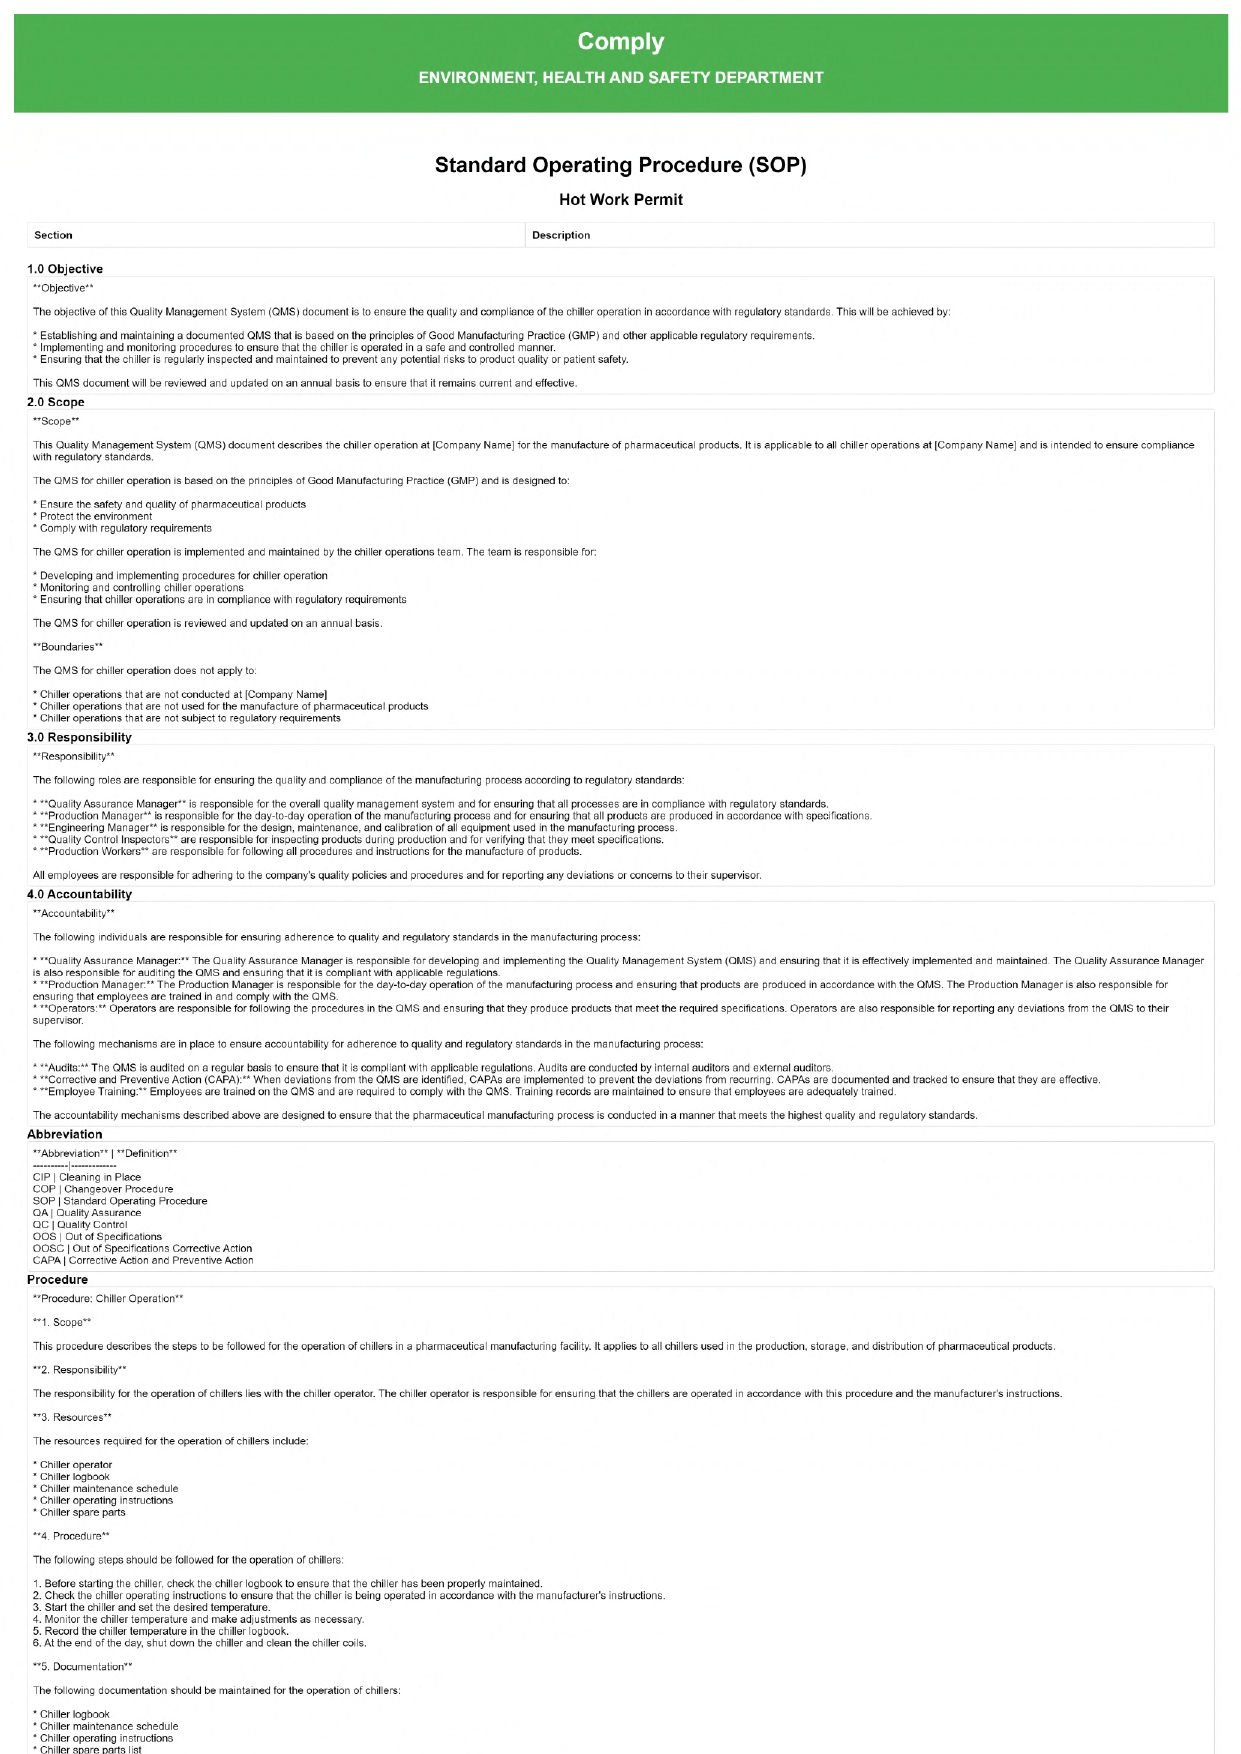 Comply
ENVIRONMENT, HEALTH AND SAFETY DEPARTMENT
Standard Operating Procedure (SOP)
Hot Work Permit
Section Description
1.0 Objective
**Objective**
The objective of this Quality Management System (QMS) document is to ensure the quality and compliance of the chiller operation in accordance with regulatory standards. This will be achieved by:
* Establishing and maintaining a documented QMS that is based on the principles of Good Manufacturing Practice (GMP) and other applicable regulatory requirements.
* Implementing and monitoring procedures to ensure that the chiller is operated in a safe and controlled manner.
* Ensuring that the chiller is regularly inspected and maintained to prevent any potential risks to product quality or patient safety.
This QMS document will be reviewed and updated on an annual basis to ensure that it remains current and effective.
2.0 Scope
**Scope**
This Quality Management System (QMS) document describes the chiller operation at [Company Name] for the manufacture of pharmaceutical products. It is applicable to all chiller operations at [Company Name] and is intended to ensure compliance
with regulatory standards.
The QMS for chiller operation is based on the principles of Good Manufacturing Practice (GMP) and is designed to:
* Ensure the safety and quality of pharmaceutical products
* Protect the environment
* Comply with regulatory requirements
The QMS for chiller operation is implemented and maintained by the chiller operations team. The team is responsible for:
* Developing and implementing procedures for chiller operation
* Monitoring and controlling chiller operations
* Ensuring that chiller operations are in compliance with regulatory requirements
The QMS for chiller operation is reviewed and updated on an annual basis.
**Boundaries**
The QMS for chiller operation does not apply to:
* Chiller operations that are not conducted at [Company Name]
* Chiller operations that are not used for the manufacture of pharmaceutical products
* Chiller operations that are not subject to regulatory requirements
3.0 Responsibility
**Responsibility**
The following roles are responsible for ensuring the quality and compliance of the manufacturing process according to regulatory standards:
* **Quality Assurance Manager** is responsible for the overall quality management system and for ensuring that all processes are in compliance with regulatory standards.
* **Production Manager** is responsible for the day-to-day operation of the manufacturing process and for ensuring that all products are produced in accordance with specifications.
* **Engineering Manager** is responsible for the design, maintenance, and calibration of all equipment used in the manufacturing process.
* **Quality Control Inspectors** are responsible for inspecting products during production and for verifying that they meet specifications.
* **Production Workers** are responsible for following all procedures and instructions for the manufacture of products.
All employees are responsible for adhering to the company's quality policies and procedures and for reporting any deviations or concerns to their supervisor.
4.0 Accountability
**Accountability**
The following individuals are responsible for ensuring adherence to quality and regulatory standards in the manufacturing process:
* **Quality Assurance Manager:** The Quality Assurance Manager is responsible for developing and implementing the Quality Management System (QMS) and ensuring that it is effectively implemented and maintained. The Quality Assurance Manager
is also responsible for auditing the QMS and ensuring that it is compliant with applicable regulations.
* **Production Manager:** The Production Manager is responsible for the day-to-day operation of the manufacturing process and ensuring that products are produced in accordance with the QMS. The Production Manager is also responsible for
ensuring that employees are trained in and comply with the QMS.
* **Operators:** Operators are responsible for following the procedures in the QMS and ensuring that they produce products that meet the required specifications. Operators are also responsible for reporting any deviations from the QMS to their
supervisor.
The following mechanisms are in place to ensure accountability for adherence to quality and regulatory standards in the manufacturing process:
* **Audits:** The QMS is audited on a regular basis to ensure that it is compliant with applicable regulations. Audits are conducted by internal auditors and external auditors.
* **Corrective and Preventive Action (CAPA):** When deviations from the QMS are identified, CAPAs are implemented to prevent the deviations from recurring. CAPAs are documented and tracked to ensure that they are effective.
* **Employee Training:** Employees are trained on the QMS and are required to comply with the QMS. Training records are maintained to ensure that employees are adequately trained.
The accountability mechanisms described above are designed to ensure that the pharmaceutical manufacturing process is conducted in a manner that meets the highest quality and regulatory standards.
Abbreviation
**Abbreviation** | **Definition**
----------|-------------
CIP | Cleaning in Place
COP | Changeover Procedure
SOP | Standard Operating Procedure
QA | Quality Assurance
QC | Quality Control
OOS | Out of Specifications
OOSC | Out of Specifications Corrective Action
CAPA | Corrective Action and Preventive Action
Procedure
**Procedure: Chiller Operation**
**1. Scope**
This procedure describes the steps to be followed for the operation of chillers in a pharmaceutical manufacturing facility. It applies to all chillers used in the production, storage, and distribution of pharmaceutical products.
**2. Responsibility**
The responsibility for the operation of chillers lies with the chiller operator. The chiller operator is responsible for ensuring that the chillers are operated in accordance with this procedure and the manufacturer's instructions.
**3. Resources**
The resources required for the operation of chillers include:
* Chiller operator
* Chiller logbook
* Chiller maintenance schedule
* Chiller operating instructions
* Chiller spare parts
**4. Procedure**
The following steps should be followed for the operation of chillers:
1. Before starting the chiller, check the chiller logbook to ensure that the chiller has been properly maintained.
2. Check the chiller operating instructions to ensure that the chiller is being operated in accordance with the manufacturer's instructions.
3. Start the chiller and set the desired temperature.
4. Monitor the chiller temperature and make adjustments as necessary.
5. Record the chiller temperature in the chiller logbook.
6. At the end of the day, shut down the chiller and clean the chiller coils.
**5. Documentation**
The following documentation should be maintained for the operation of chillers:
* Chiller logbook
* Chiller maintenance schedule
* Chiller operating instructions
* Chiller spare parts list